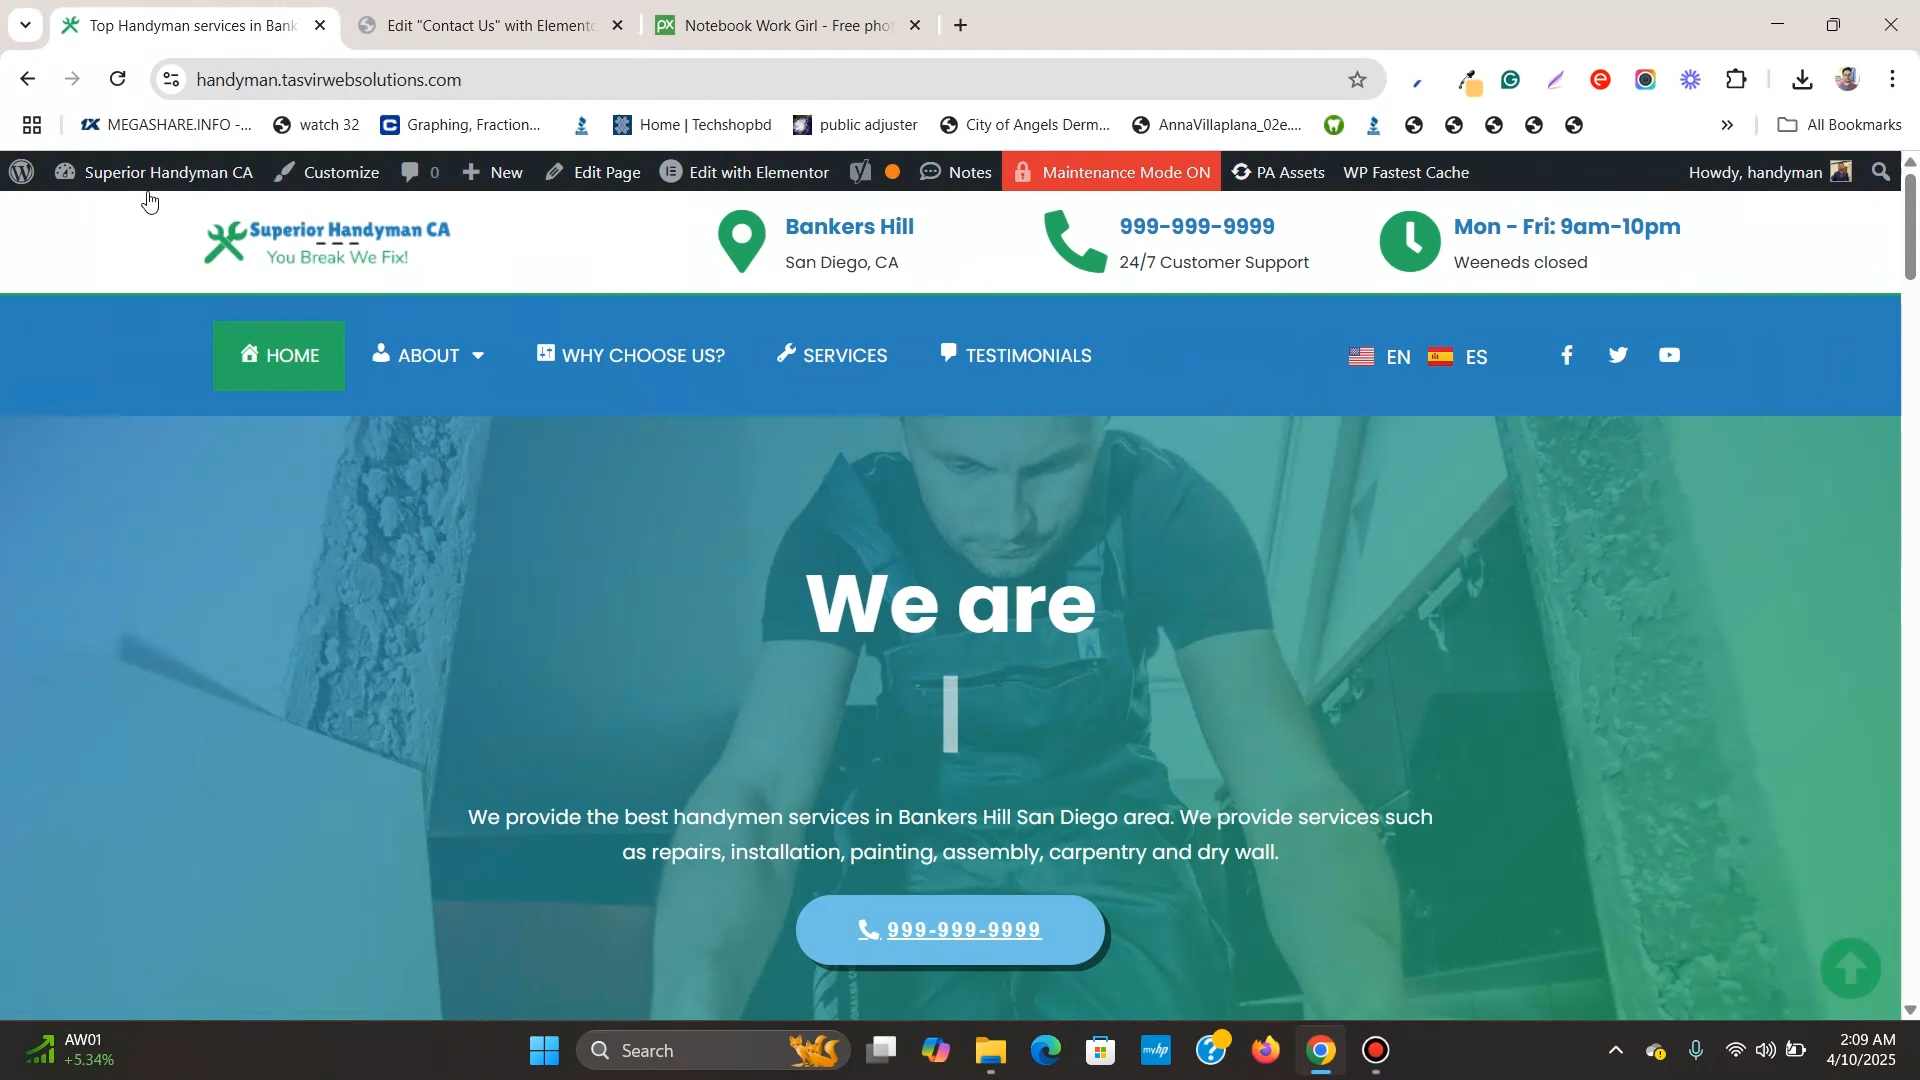 Top Handyman services in Bank
Edit "Contact Us" with Elemento
px
Notebook Work Girl - Free phot
handyman.tasvirwebsolutions.com
MEGASHARE.INFO -...
watch 32
Graphing, Fraction...
Home | Techshopbd
public adjuster
City of Angels Derm...
AnnaVillaplana_02e....
»
All Bookmarks
Superior Handyman CA
Customize
0
New
Edit Page
Edit with Elementor
Notes
Maintenance Mode ON
PA Assets
WP Fastest Cache
Howdy, handyman
Superior Handyman CA
You Break We Fix!
Bankers Hill
San Diego, CA
999-999-9999
24/7 Customer Support
Mon - Fri: 9am-10pm
Weeneds closed
HOME
ABOUT
WHY CHOOSE US?
SERVICES
TESTIMONIALS
EN
ES
We are
We provide the best handymen services in Bankers Hill San Diego area. We provide services such
as repairs, installation, painting, assembly, carpentry and dry wall.
999-999-9999
AW01
+5.34%
Search
myhp
2:09 AM
4/10/2025